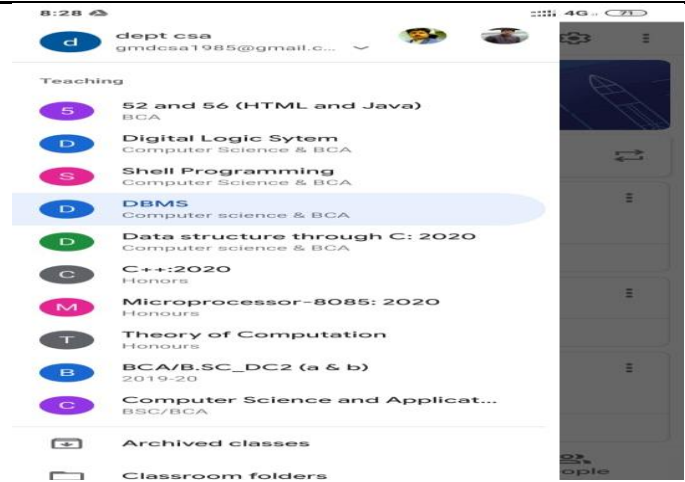 8:28
4G
71
d
dept csa
gmdcsa1985@gmail.c...
Teaching
5
52 and 56 (HTML and Java)
BCA
D
Digital Logic Sytem
Computer Science & BCA
S
Shell Programming
Computer Science & BCA
D
DBMS
Computer science & BCA
D
Data structure through C: 2020
Computer science & BCA
C
C++:2020
Honors
M
Microprocessor-8085: 2020
Honours
T
Theory of Computation
Honours
B
BCA/B.SC_DC2 (a & b)
2019-20
C
Computer Science and Applicat...
BSC/BCA
Archived classes
Classroom folders
ople